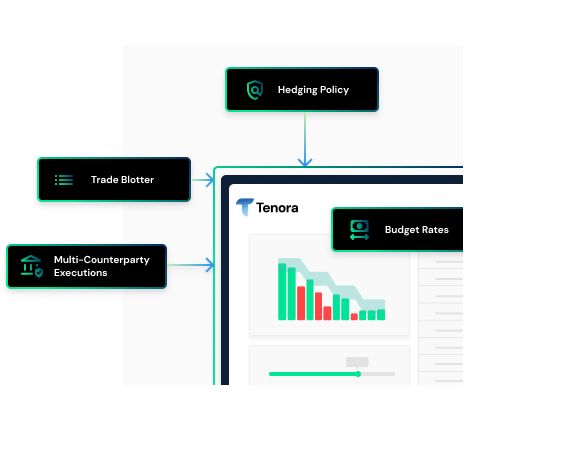 Hedging Policy
Trade Blotter
Tenora
Budget Rates
Multi-Counterparty
Executions